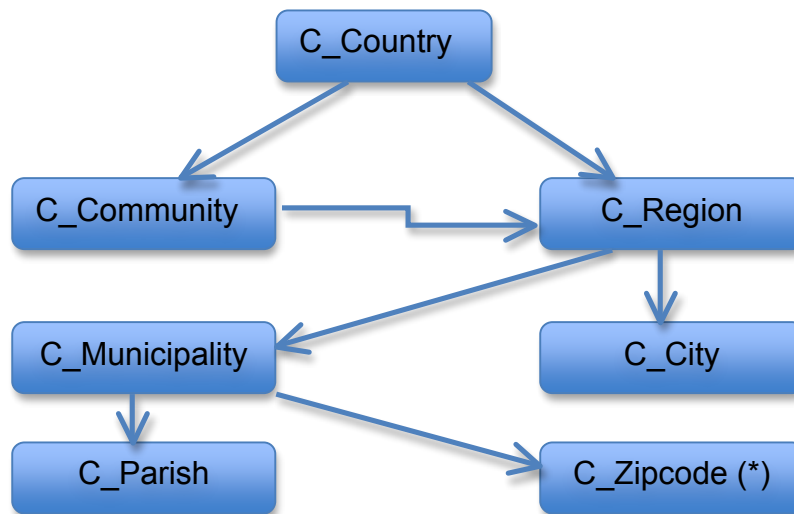 C_Country
C_Community
C_Region
C_Municipality
C_City
C_Parish
C_Zipcode (*)